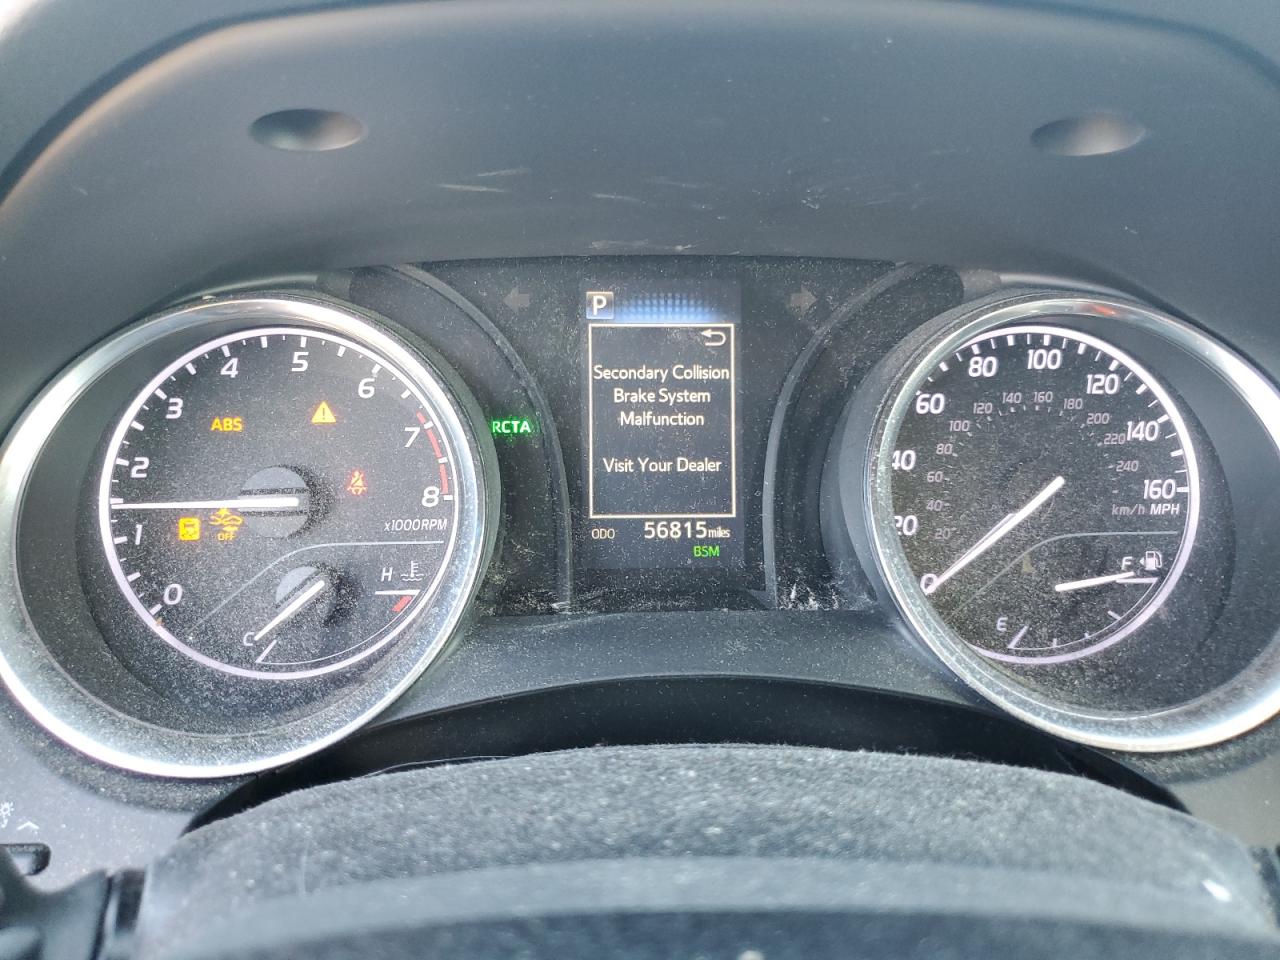 P
Secondary Collision
Brake System
Malfunction
Visit Your Dealer
ODO 56815 miles
BSM
RCTA
ABS
OFF
0
1
2
3
4
5
6
7
8
x1000RPM
H
C
0
20
40
60
80
100
120
140
160
km/h MPH
20
40
60
80
100
120
140
160
180
200
220
240
F
E